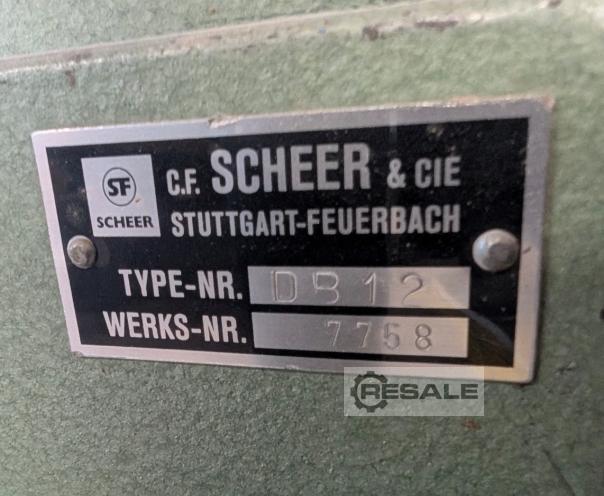 SF
SCHEER
C.F. SCHEER & CIE
STUTTGART-FEUERBACH
TYPE-NR. DB12
WERKS-NR. 7758
RESALE